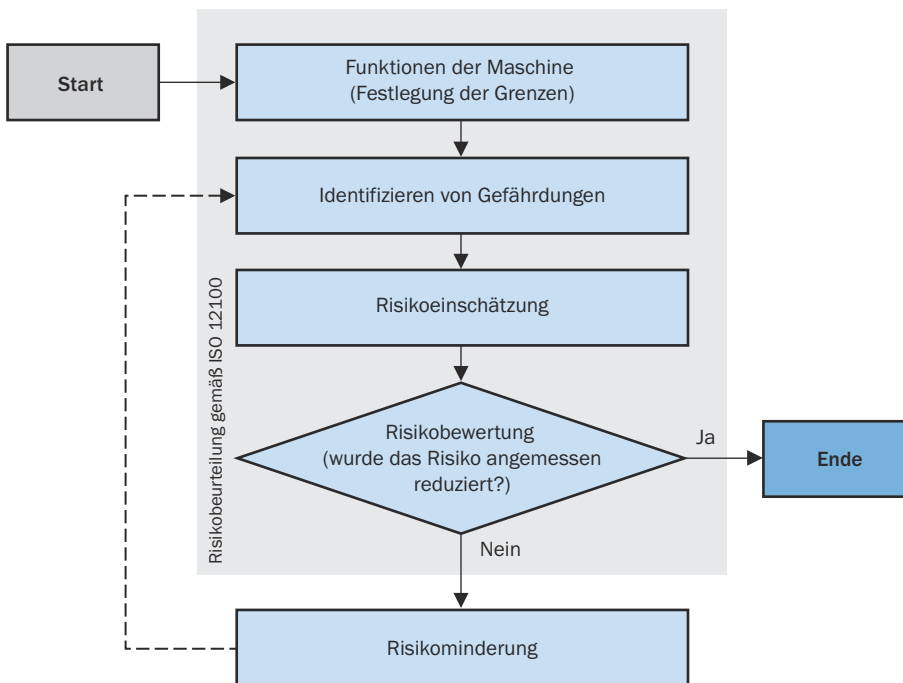 Start
Funktionen der Maschine
(Festlegung der Grenzen)
Identifizieren von Gefährdungen
Risikoeinschätzung
Risikobeurteilung gemäß ISO 12100
Risikobewertung
(wurde das Risiko angemessen
reduziert?)
Ja
Ende
Nein
Risikominderung